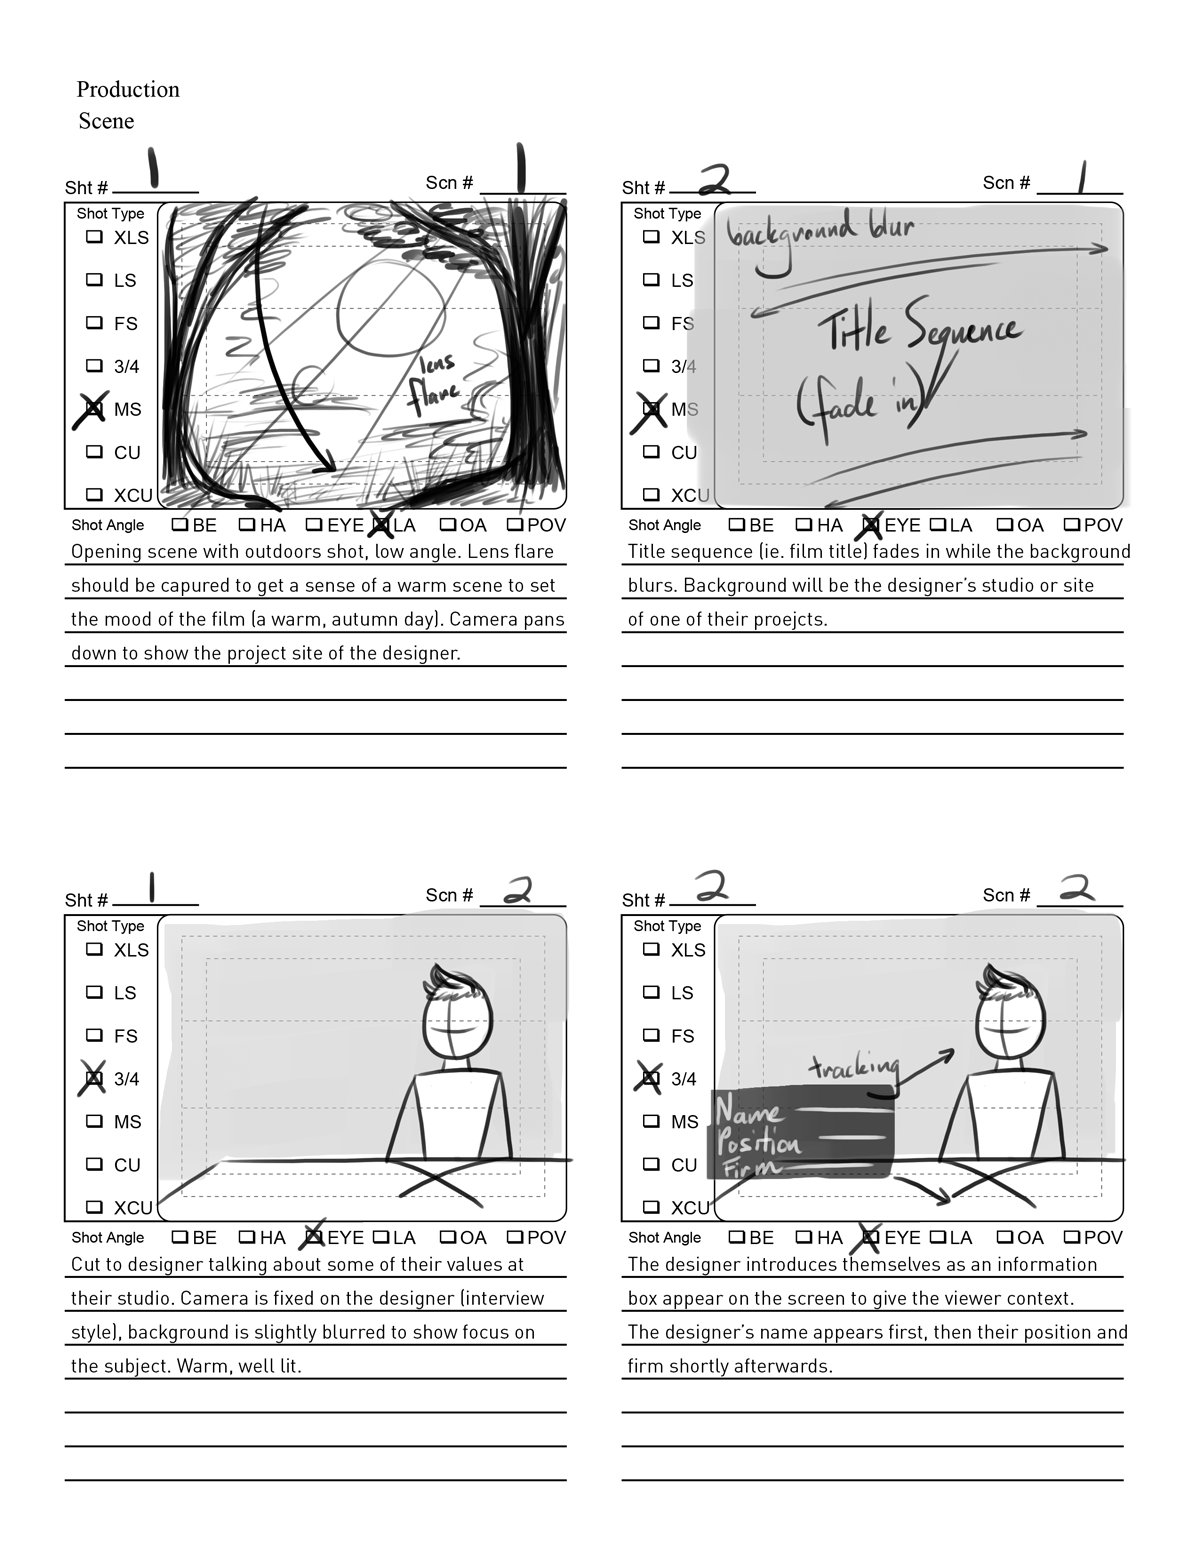 Production
Scene
Sht # 1 Scn # 1
Shot Type
XLS
LS
FS
3/4
MS
CU
XCU
lens
flare
Shot Angle BE HA EYE LA OA POV
Opening scene with outdoors shot, low angle. Lens flare
should be capured to get a sense of a warm scene to set
the mood of the film (a warm, autumn day). Camera pans
down to show the project site of the designer.
Sht # 2 Scn # 1
Shot Type
XLS
LS
FS
3/4
MS
CU
XCU
background blur
Title Sequence
(fade in)
Shot Angle BE HA EYE LA OA POV
Title sequence (ie. film title) fades in while the background
blurs. Background will be the designer's studio or site
of one of their proejcts.
Sht # 1 Scn # 2
Shot Type
XLS
LS
FS
3/4
MS
CU
XCU
Shot Angle BE HA EYE LA OA POV
Cut to designer talking about some of their values at
their studio. Camera is fixed on the designer (interview
style), background is slightly blurred to show focus on
the subject. Warm, well lit.
Sht # 2 Scn # 2
Shot Type
XLS
LS
FS
3/4
MS
CU
XCU
tracking
Name
Position
Firm
Shot Angle BE HA EYE LA OA POV
The designer introduces themselves as an information
box appear on the screen to give the viewer context.
The designer's name appears first, then their position and
firm shortly afterwards.